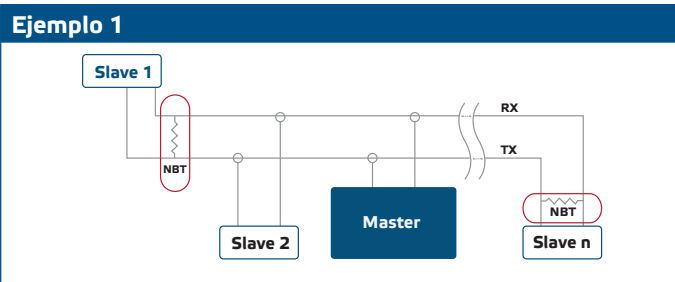 Ejemplo 1
Slave 1
RX
TX
NBT
NBT
Master
Slave 2
Slave n